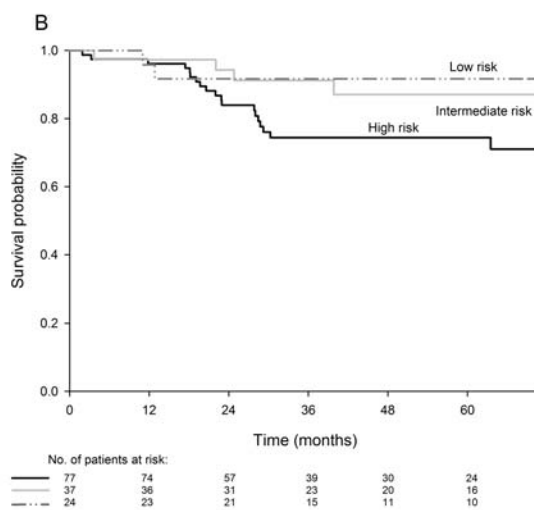 B
1.0
Low risk
Intermediate risk
High risk
0.8
0.6
0.4
0.2
0.0
Survival probability
0 12 24 36 48 60
Time (months)
No. of patients at risk:
77 74 57 39 30 24
37 36 31 23 20 16
24 23 21 15 11 10